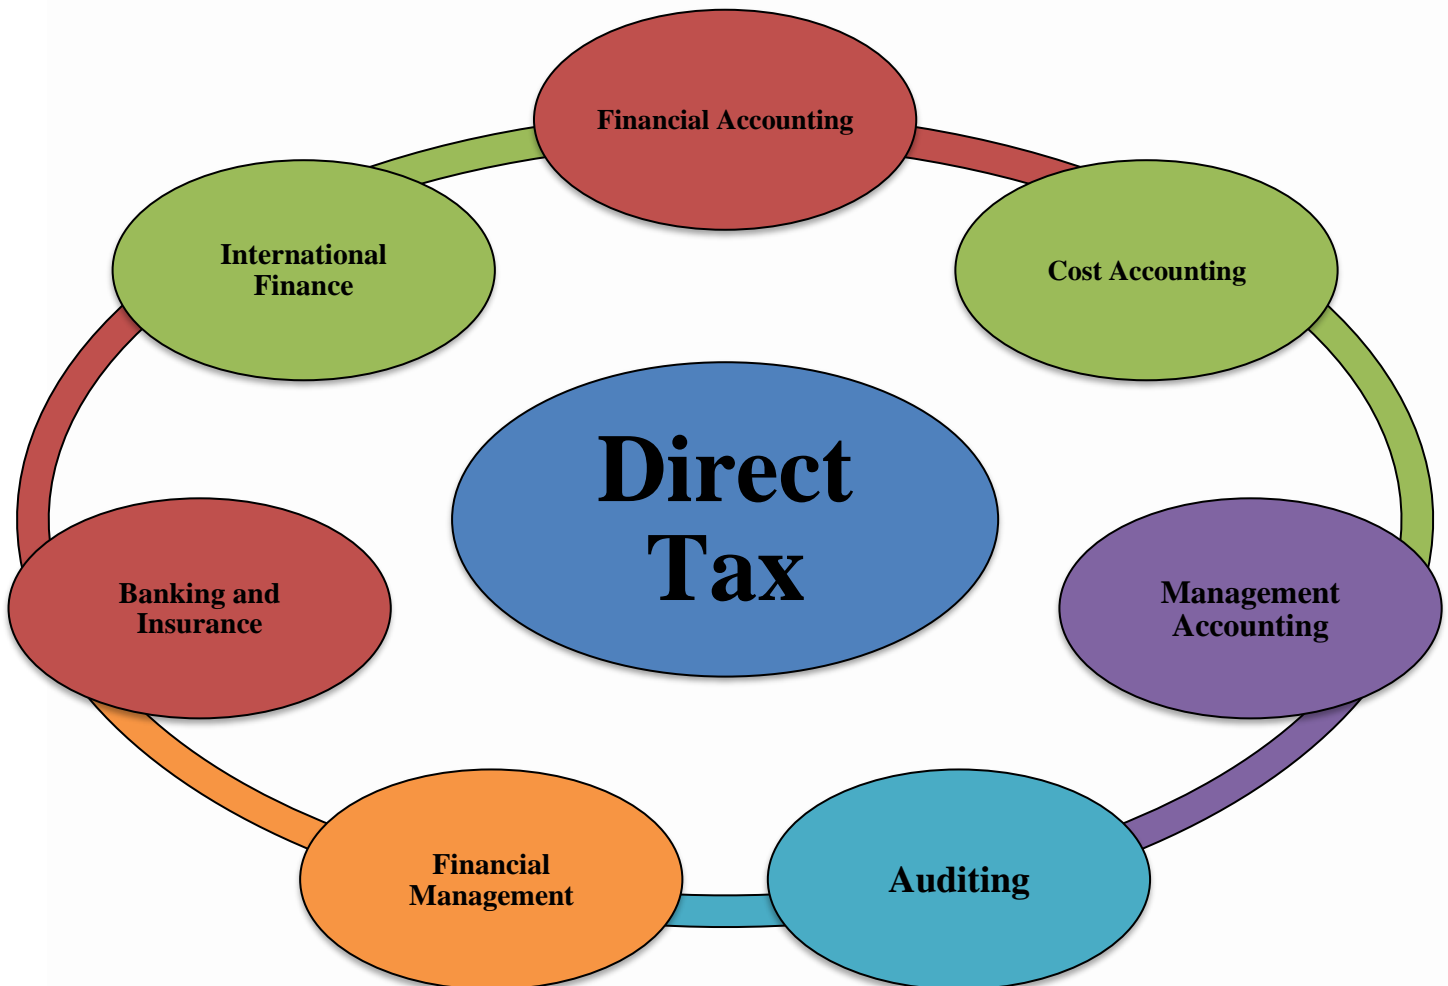 Financial Accounting
International
Finance
Cost Accounting
Direct
Tax
Banking and
Insurance
Management
Accounting
Financial
Management
Auditing